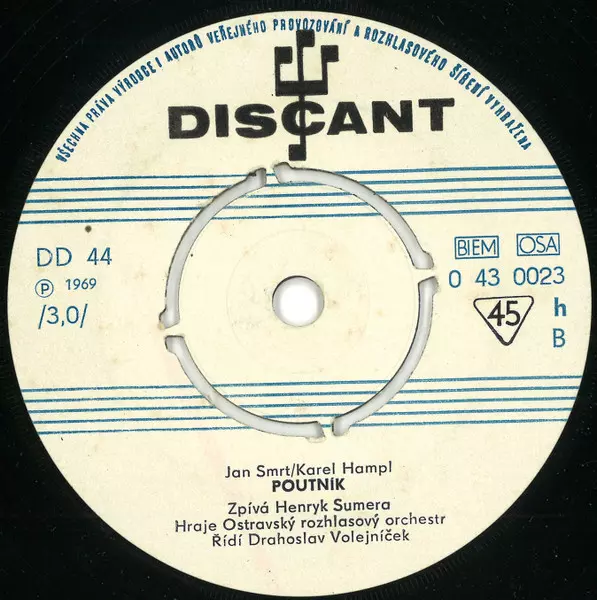 VŠECHNA PRÁVA VÝROBCE I AUTORŮ VEŘEJNÉHO PROVOZOVÁNÍ A ROZHLASOVÉHO ŠÍŘENÍ VYHRAŽENA
DISCANT
DD 44
Ⓟ 1969
/3,0/
BIEM OSA
0 43 0023
45 h
B
Jan Smrt/Karel Hampl
POUTNÍK
Zpívá Henryk Sumera
Hraje Ostravský rozhlasový orchestr
Řídí Drahoslav Volejníček